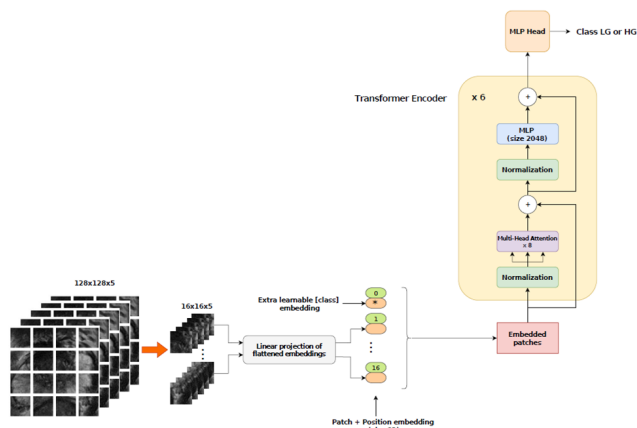 MLP Head
Class LG or HG
Transformer Encoder
x 6
+
MLP
(size 2048)
Normalization
+
Multi-Head Attention
x 8
Normalization
128x128x5
16x16x5
Extra learnable [class]
embedding
0
*
1
Linear projection of
flattened embeddings
16
Embedded
patches
Patch + Position embedding